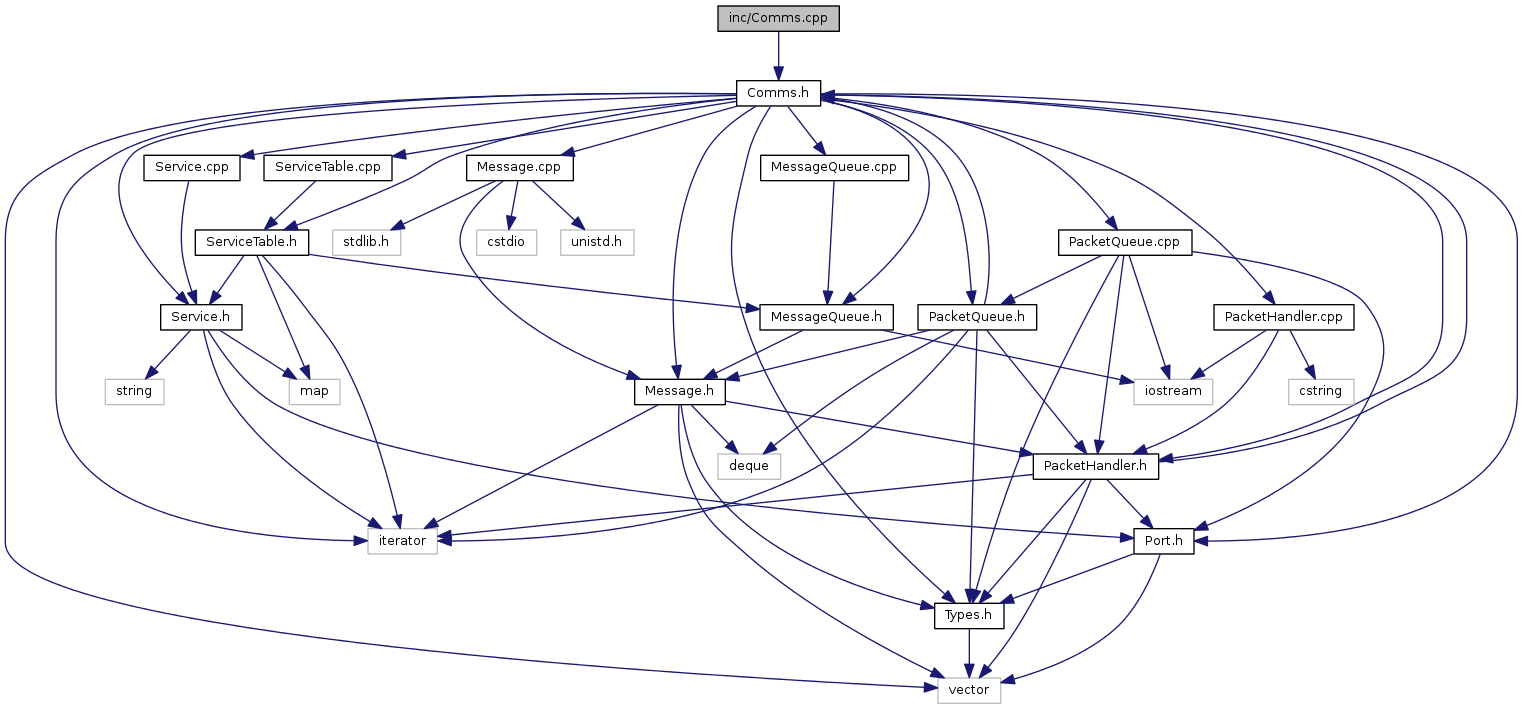 inc/Comms.cpp
Comms.h
Service.cpp
ServiceTable.cpp
Message.cpp
MessageQueue.cpp
ServiceTable.h
stdlib.h
cstdio
unistd.h
PacketQueue.cpp
Service.h
MessageQueue.h
PacketQueue.h
PacketHandler.cpp
string
map
Message.h
iostream
cstring
deque
PacketHandler.h
iterator
Port.h
Types.h
vector